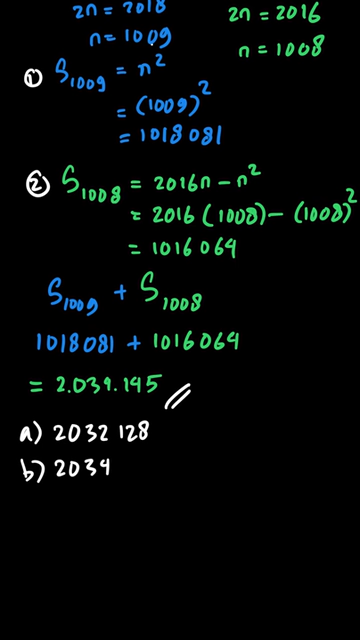 2n = 2018
2n = 2016
n = 1009
n = 1008
① S₁₀₀₉ = n²
= (1009)²
= 1018081
② S₁₀₀₈ = 2016n - n²
= 2016 (1008) - (1008)²
= 1016064
S₁₀₀₉ + S₁₀₀₈
1018081 + 1016064
= 2.034.145
a) 2032128
b) 2034